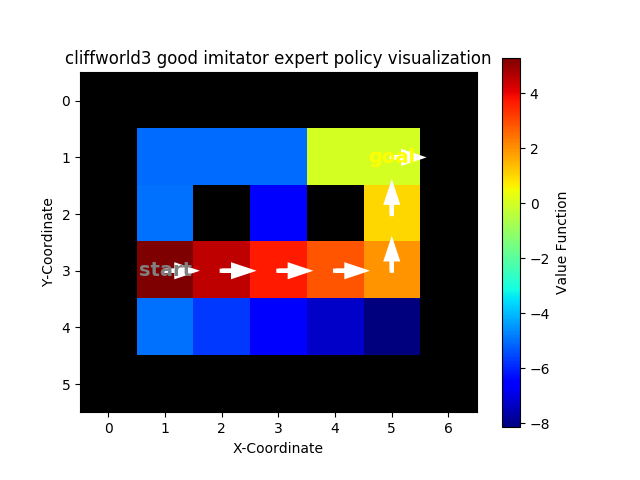 cliffworld3 good imitator expert policy visualization
0
1
2
3
4
5
Y-Coordinate
goal
start
0 1 2 3 4 5 6
X-Coordinate
4
2
0
−2
−4
−6
−8
Value Function